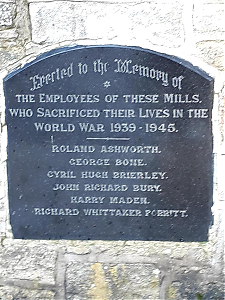 Erected to the Memory of
THE EMPLOYEES OF THESE MILLS,
WHO SACRIFICED THEIR LIVES IN THE
WORLD WAR 1939-1945.
ROLAND ASHWORTH.
GEORGE BONE.
CYRIL HUGH BRIERLEY.
JOHN RICHARD BURY.
HARRY MADEN.
RICHARD WHITTAKER PORRITT.